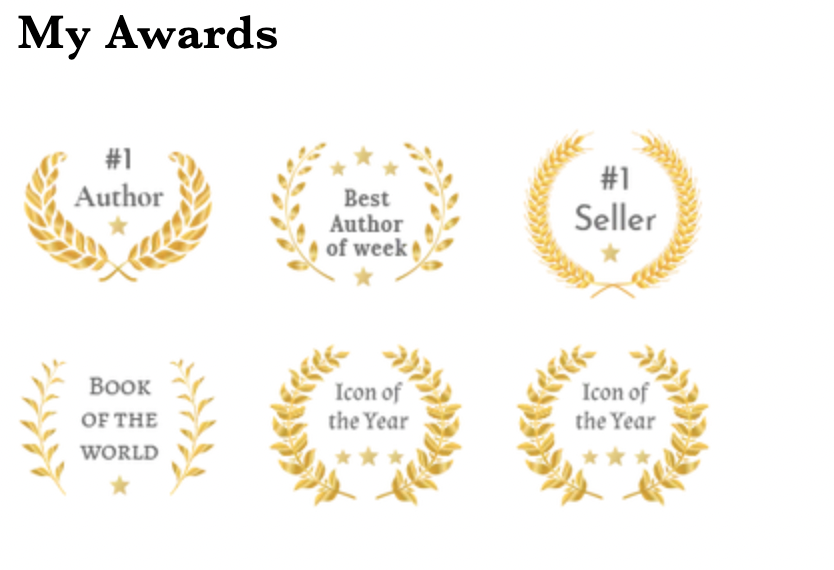 My Awards
#1
Author
Best
Author
of week
#1
Seller
BOOK
OF THE
WORLD
Icon of
the Year
Icon of
the Year